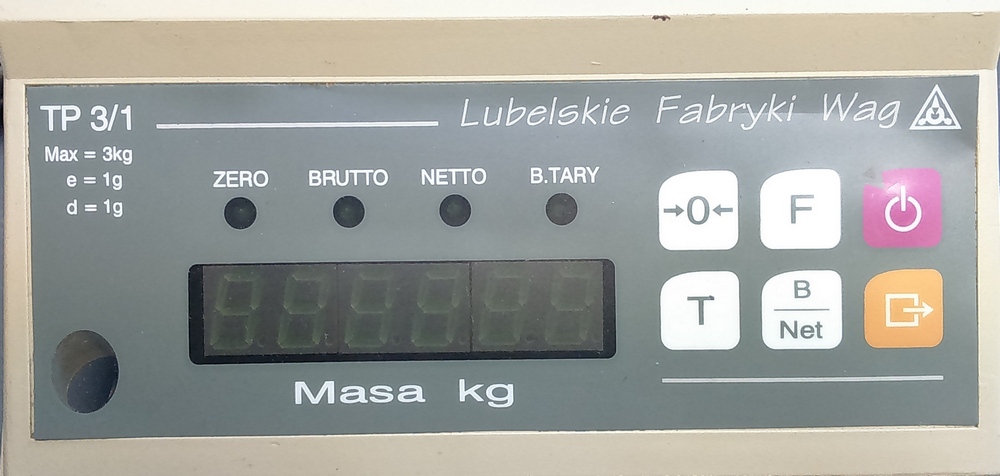 TP 3/1
Lubelskie Fabryki Wag
Max = 3kg
e = 1g
d = 1g
ZERO BRUTTO NETTO B.TARY
→0← F
T B
Net
Masa kg